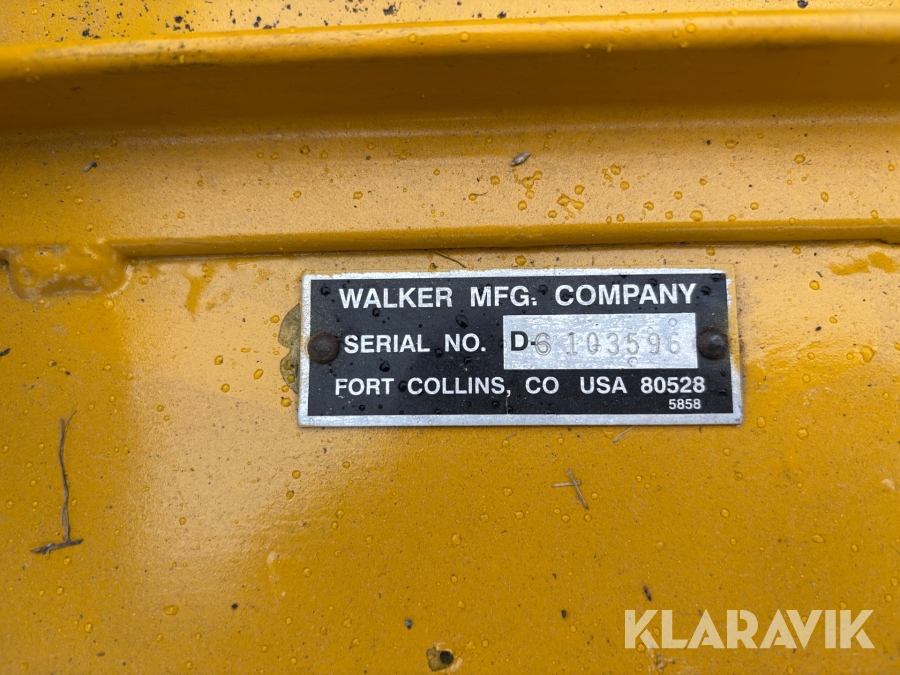 WALKER MFG. COMPANY
SERIAL NO. D-6103596
FORT COLLINS, CO USA 80528
5858
KLARAVIK